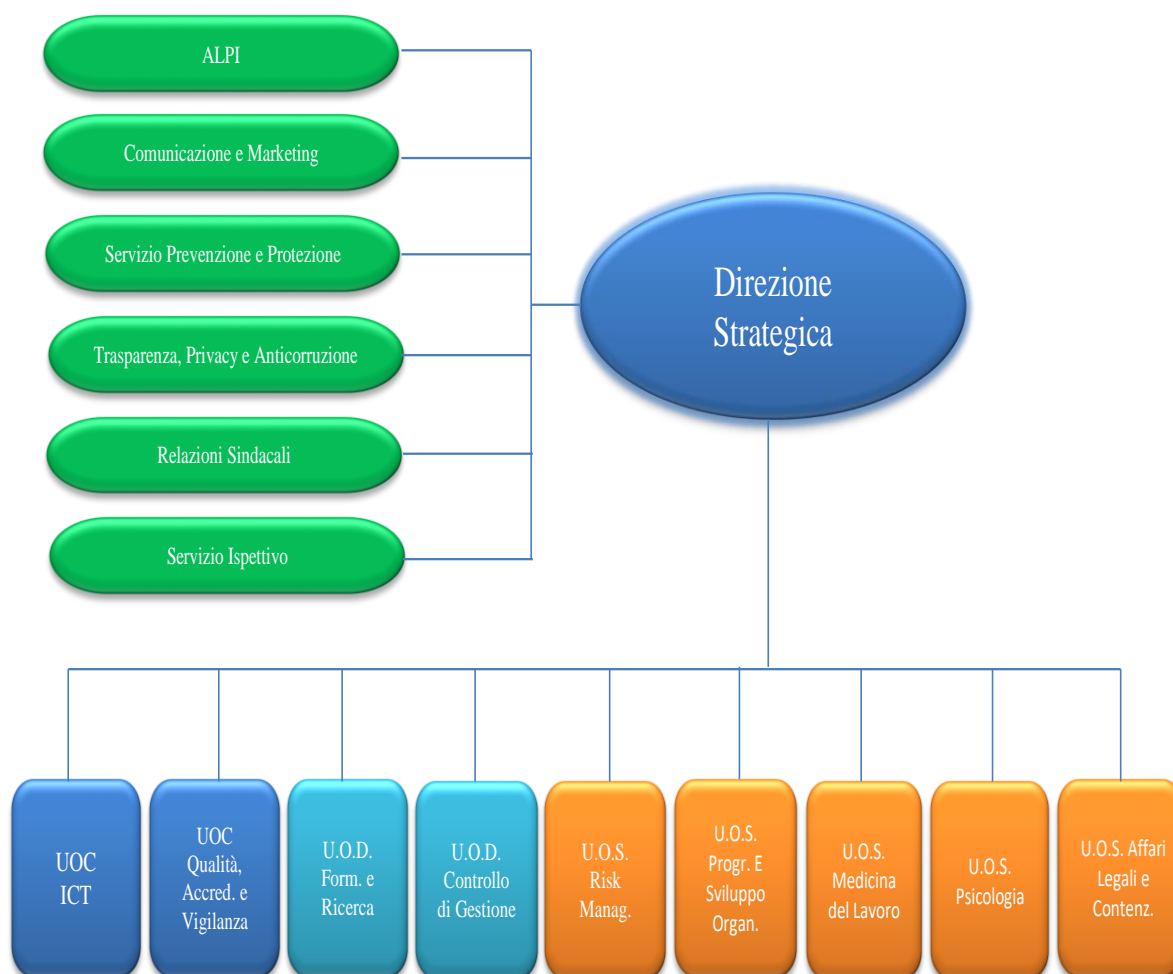 ALPI
Comunicazione e Marketing
Servizio Prevenzione e Protezione
Trasparenza, Privacy e Anticorruzione
Relazioni Sindacali
Servizio Ispettivo
Direzione
Strategica
UOC
ICT
UOC
Qualità,
Accred. e
Vigilanza
U.O.D.
Form. e
Ricerca
U.O.D.
Controllo
di Gestione
U.O.S.
Risk
Manag.
U.O.S.
Progr. E
Sviluppo
Organ.
U.O.S.
Medicina
del Lavoro
U.O.S.
Psicologia
U.O.S. Affari
Legali e
Contenz.